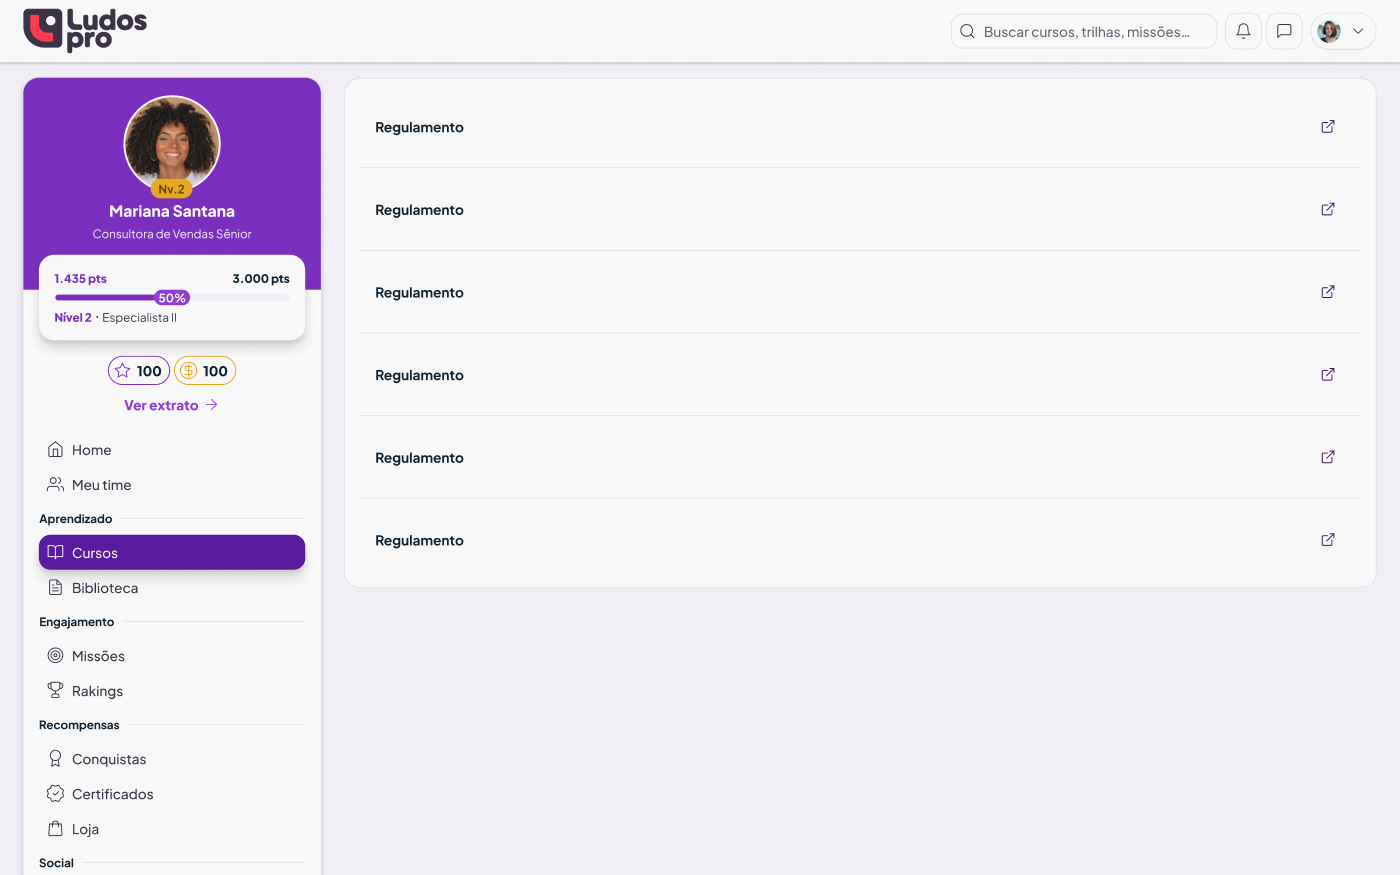 Ludos
pro
Buscar cursos, trilhas, missões...
Nv.2
Mariana Santana
Consultora de Vendas Sênior
1.435 pts
3.000 pts
50%
Nível 2 • Especialista II
100
100
Ver extrato
Home
Meu time
Aprendizado
Cursos
Biblioteca
Engajamento
Missões
Rakings
Recompensas
Conquistas
Certificados
Loja
Social
Regulamento
Regulamento
Regulamento
Regulamento
Regulamento
Regulamento